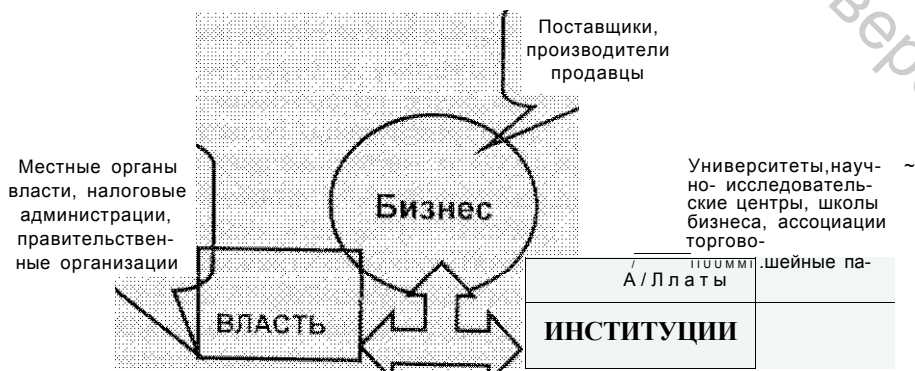 Поставщики,
производители
продавцы
Местные органы
власти, налоговые
администрации,
правительствен-
ные организации
Университеты,науч- ~
но- исследователь-
ские центры, школы
бизнеса, ассоциации
торгово-
.шейные па-
А/Ллаты
Бизнес
ВЛАСТЬ
ИНСТИТУЦИИ